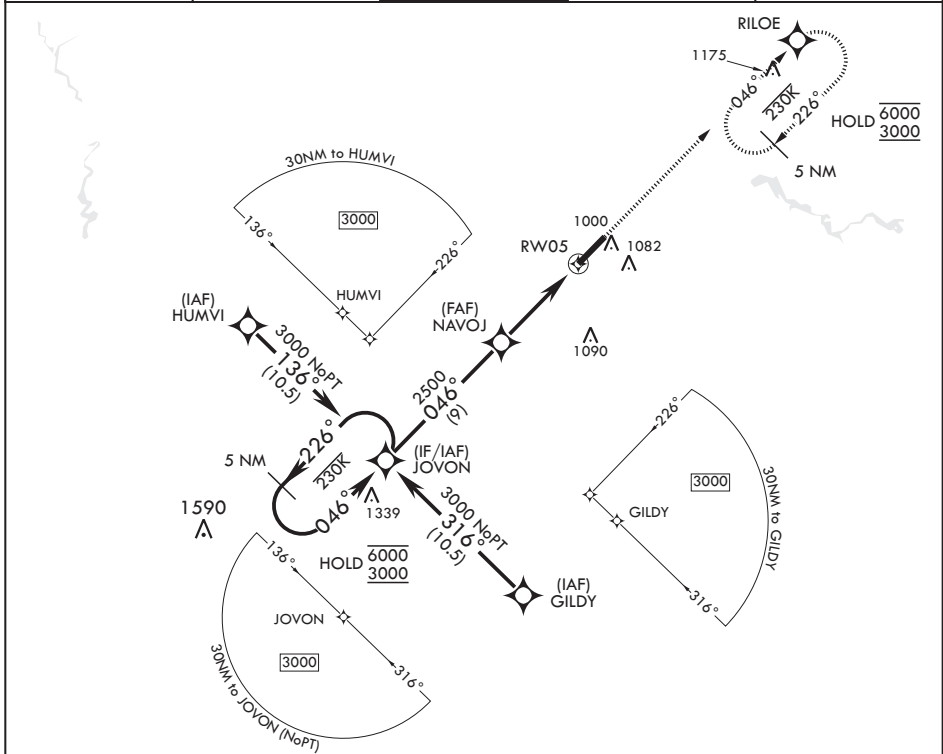 RILOE
1175
046°
230K
226°
HOLD 6000
3000
5 NM
30NM to HUMVI
3000
136°
226°
HUMVI
1000
RW05
1082
(IAF)
HUMVI
3000 NoPT
136°
(10.5)
(FAF)
NAVOJ
1090
2500
046°
(9)
226°
5 NM
230K
(IF/IAF)
JOVON
046°
1339
1590
HOLD 6000
3000
3000 NoPT
316°
(10.5)
(IAF)
GILDY
226°
3000
GILDY
30NM to GILDY
316°
136°
JOVON
3000
316°
30NM to JOVON (NoPT)